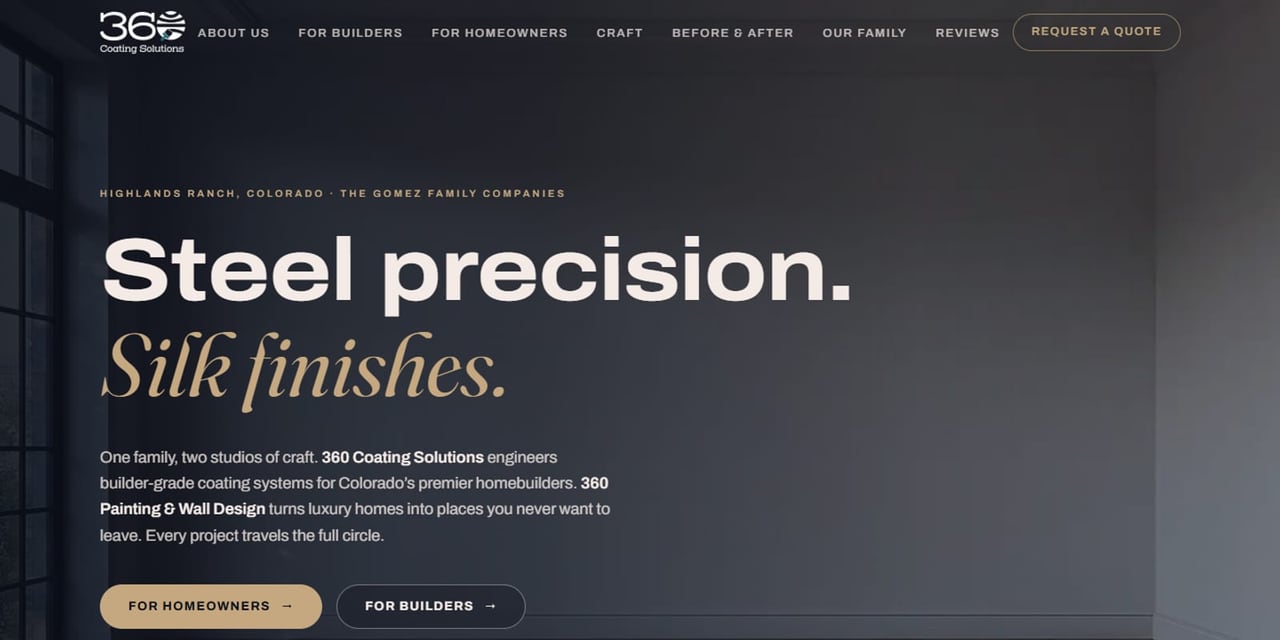 360
Coating Solutions
ABOUT US FOR BUILDERS FOR HOMEOWNERS CRAFT BEFORE & AFTER OUR FAMILY REVIEWS REQUEST A QUOTE
HIGHLANDS RANCH, COLORADO · THE GOMEZ FAMILY COMPANIES
Steel precision.
Silk finishes.
One family, two studios of craft. 360 Coating Solutions engineers
builder-grade coating systems for Colorado’s premier homebuilders. 360
Painting & Wall Design turns luxury homes into places you never want to
leave. Every project travels the full circle.
FOR HOMEOWNERS → FOR BUILDERS →